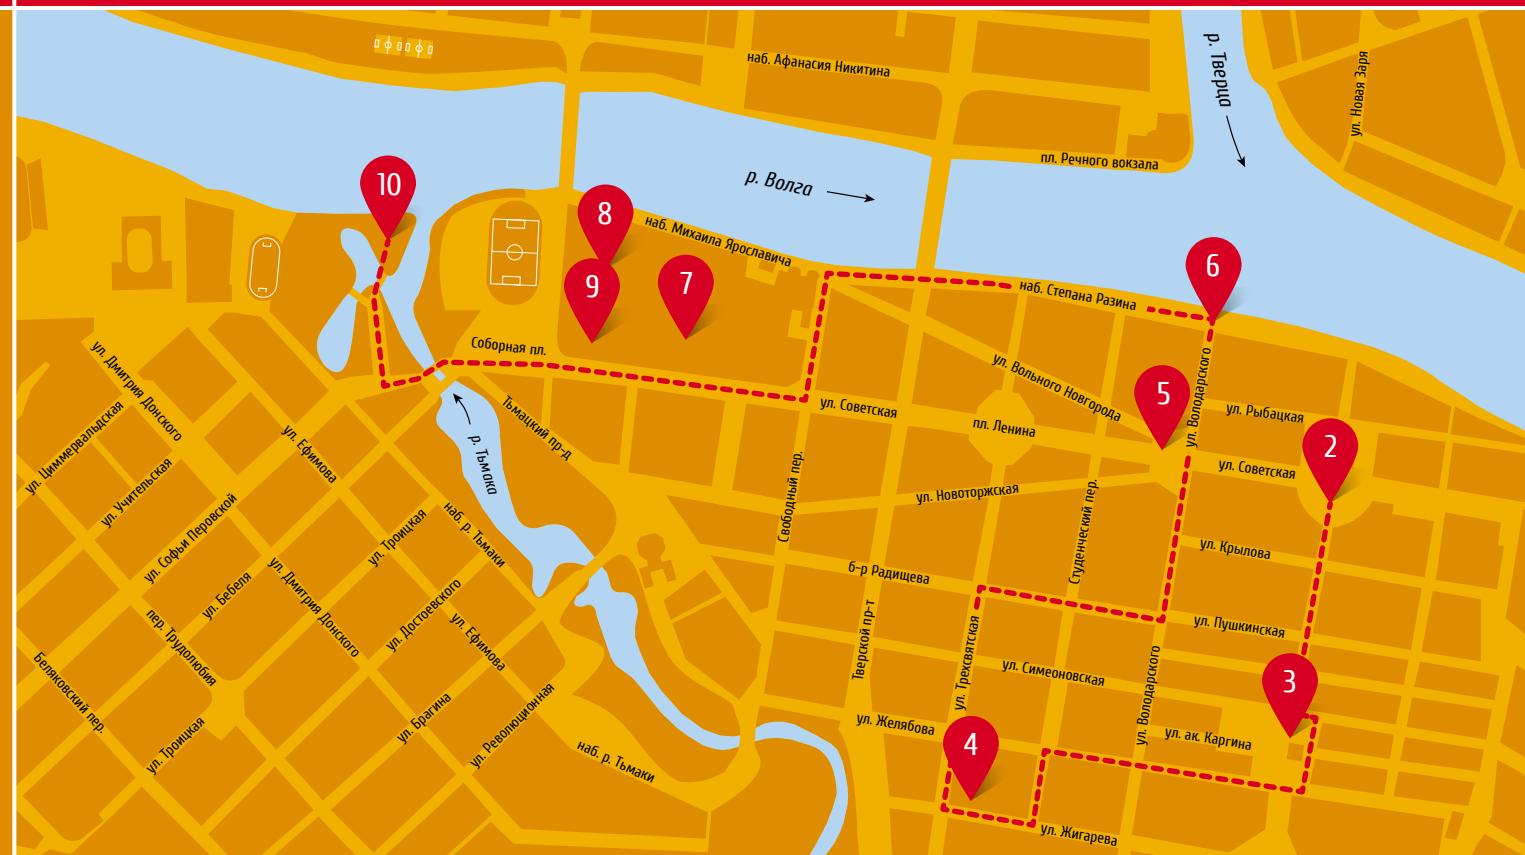 р. Тверца
ул. Новая Заря
наб. Афанасия Никитина
пл. Речного вокзала
р. Волга
10
8
наб. Михаила Ярославича
9
7
6
наб. Степана Разина
Соборная пл.
ул. Дмитрия Донского
ул. Вольного Новгорода
ул. Володарского
5
ул. Рыбацкая
ул. Советская
пл. Ленина
2
ул. Советская
Тьмацкий пр-д
ул. Циммервальдская
ул. Ефимова
р. Тьмака
ул. Учительская
Свободный пер.
ул. Новоторжская
Студенческий пер.
ул. Софьи Перовской
ул. Троицкая
наб. р. Тьмаки
ул. Крылова
б-р Радищева
ул. Бебеля
ул. Дмитрия Донского
ул. Достоевского
ул. Ефимова
Тверской пр-т
ул. Трехсвятская
ул. Пушкинская
пер. Трудолюбия
ул. Симеоновская
ул. Володарского
3
Беляковский пер.
ул. Троицкая
ул. Брагина
ул. Революционная
наб. р. Тьмаки
ул. Желябова
4
ул. ак. Каргина
ул. Жигарева